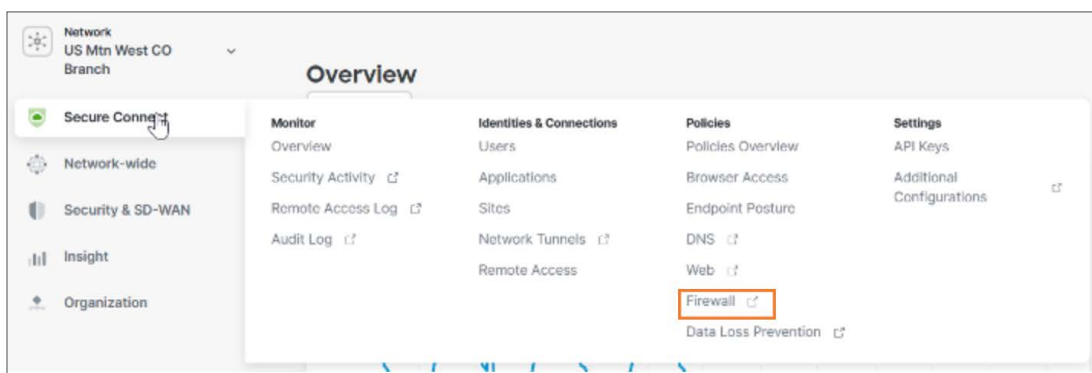 Network
US Mtn West CO
Branch
Overview
Secure Connect
Network-wide
Security & SD-WAN
Insight
Organization
Monitor
Overview
Security Activity
Remote Access Log
Audit Log
Identities & Connections
Users
Applications
Sites
Network Tunnels
Remote Access
Policies
Policies Overview
Browser Access
Endpoint Posture
DNS
Web
Firewall
Data Loss Prevention
Settings
API Keys
Additional
Configurations